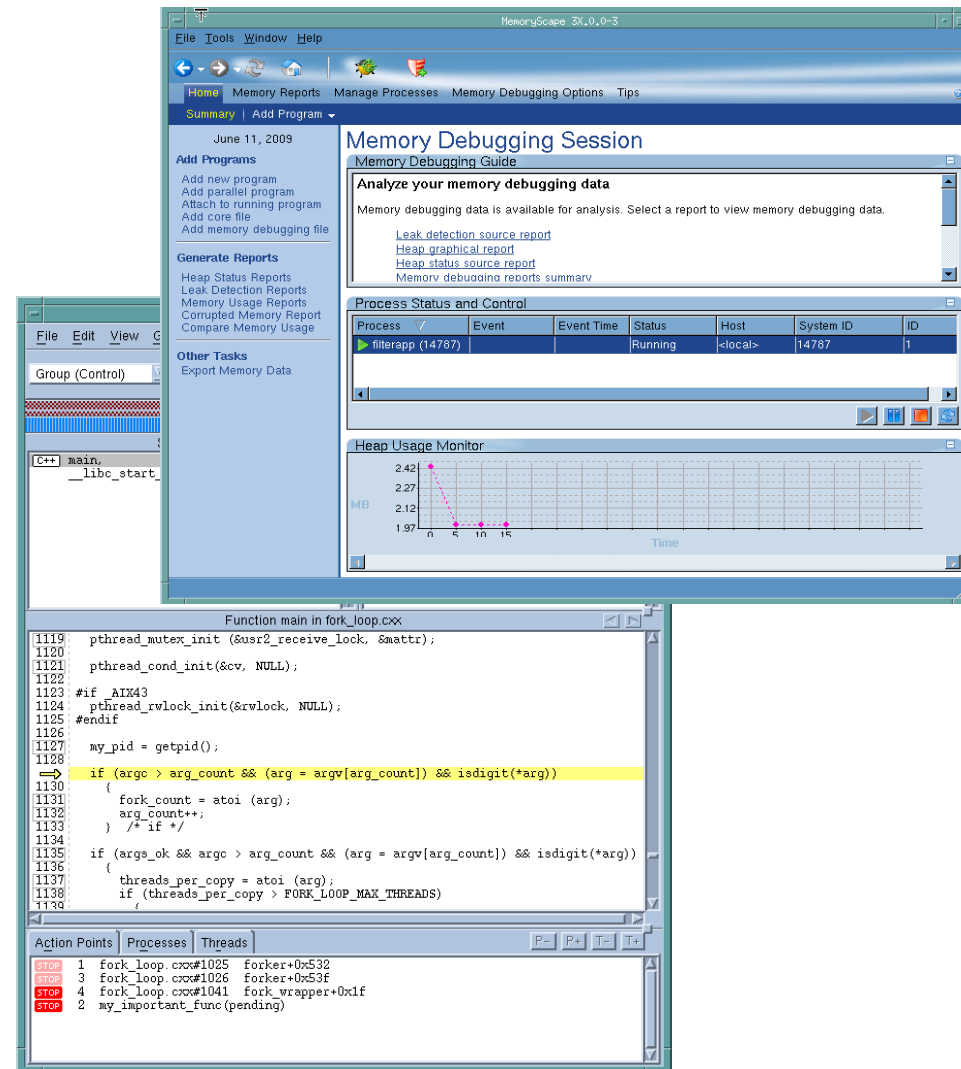 MemoryScape 3X.0.0-3
File Tools Window Help
Home Memory Reports Manage Processes Memory Debugging Options Tips
Summary | Add Program
June 11, 2009
Add Programs
Add new program
Add parallel program
Attach to running program
Add core file
Add memory debugging file
Generate Reports
Heap Status Reports
Leak Detection Reports
Memory Usage Reports
Corrupted Memory Report
Compare Memory Usage
Other Tasks
Export Memory Data
Memory Debugging Session
Memory Debugging Guide
Analyze your memory debugging data
Memory debugging data is available for analysis. Select a report to view memory debugging data.
Leak detection source report
Heap graphical report
Heap status source report
Memory debugging reports summary
Process Status and Control
Process Event Event Time Status Host System ID ID
filterapp (14787) Running <local> 14787 1
Heap Usage Monitor
2.42
2.27
MB
2.12
1.97
0 5 10 15
Time
File Edit View G
Group (Control)
S
C++ main,
__libc_start_
Function main in fork_loop.cxx
1119 pthread_mutex_init (&usr2_receive_lock, &mattr);
1120
1121 pthread_cond_init(&cv, NULL);
1122
1123 #if _AIX43
1124 pthread_rwlock_init(&rwlock, NULL);
1125 #endif
1126
1127 my_pid = getpid();
1128
if (argc > arg_count && (arg = argv[arg_count]) && isdigit(*arg))
1130 {
1131 fork_count = atoi (arg);
1132 arg_count++;
1133 } /* if */
1134
1135 if (args_ok && argc > arg_count && (arg = argv[arg_count]) && isdigit(*arg))
1136 {
1137 threads_per_copy = atoi (arg);
1138 if (threads_per_copy > FORK_LOOP_MAX_THREADS)
1139 {
Action Points Processes Threads P- P+ T- T+
STOP 1 fork_loop.cxx#1025 forker+0x532
STOP 3 fork_loop.cxx#1026 forker+0x53f
STOP 4 fork_loop.cxx#1041 fork_wrapper+0x1f
STOP 2 my_important_func(pending)